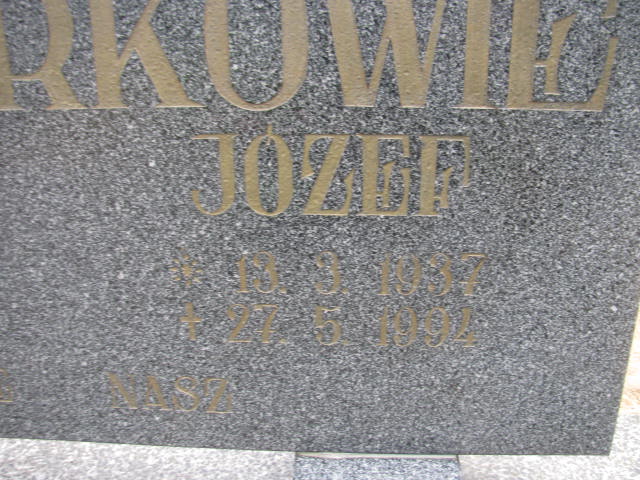 RKOWIE
JÓZEF
* 13. 3. 1937
† 27. 5. 1994
NASZ